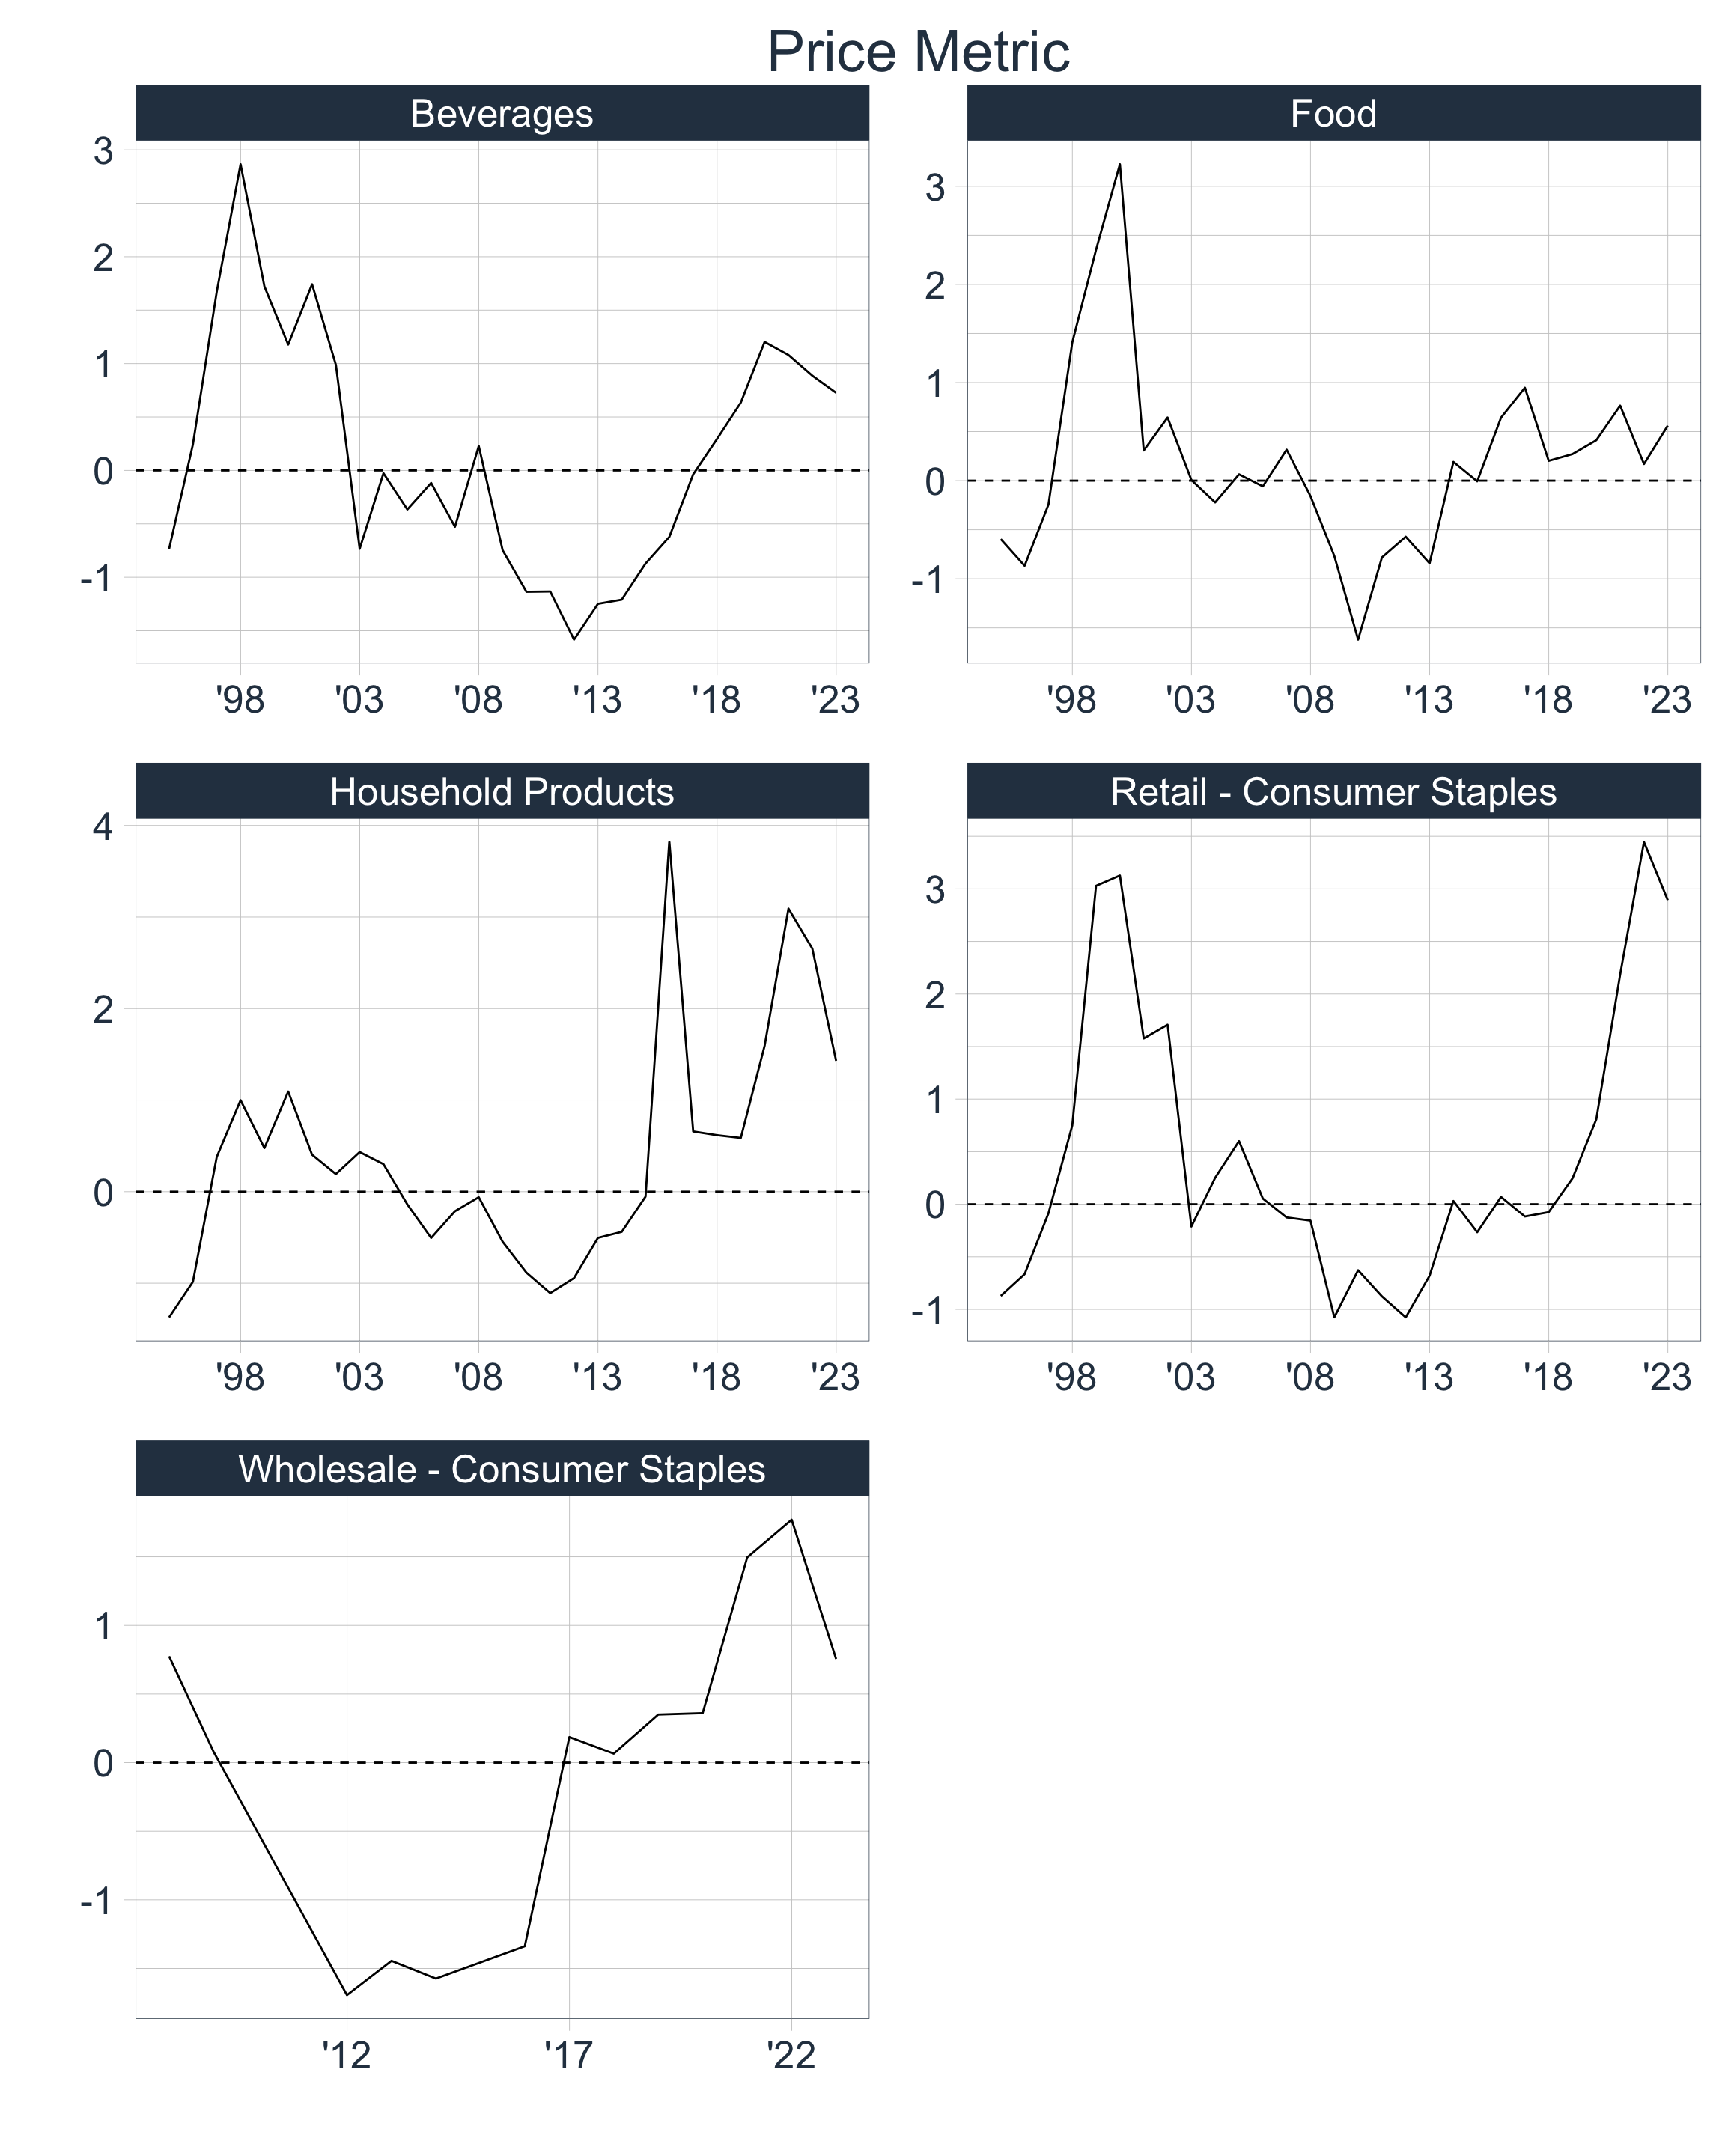 Price Metric
Beverages
3
2
1
0
-1
'98 '03 '08 '13 '18 '23
Food
3
2
1
0
-1
'98 '03 '08 '13 '18 '23
Household Products
4
2
0
'98 '03 '08 '13 '18 '23
Retail - Consumer Staples
3
2
1
0
-1
'98 '03 '08 '13 '18 '23
Wholesale - Consumer Staples
1
0
-1
'12 '17 '22